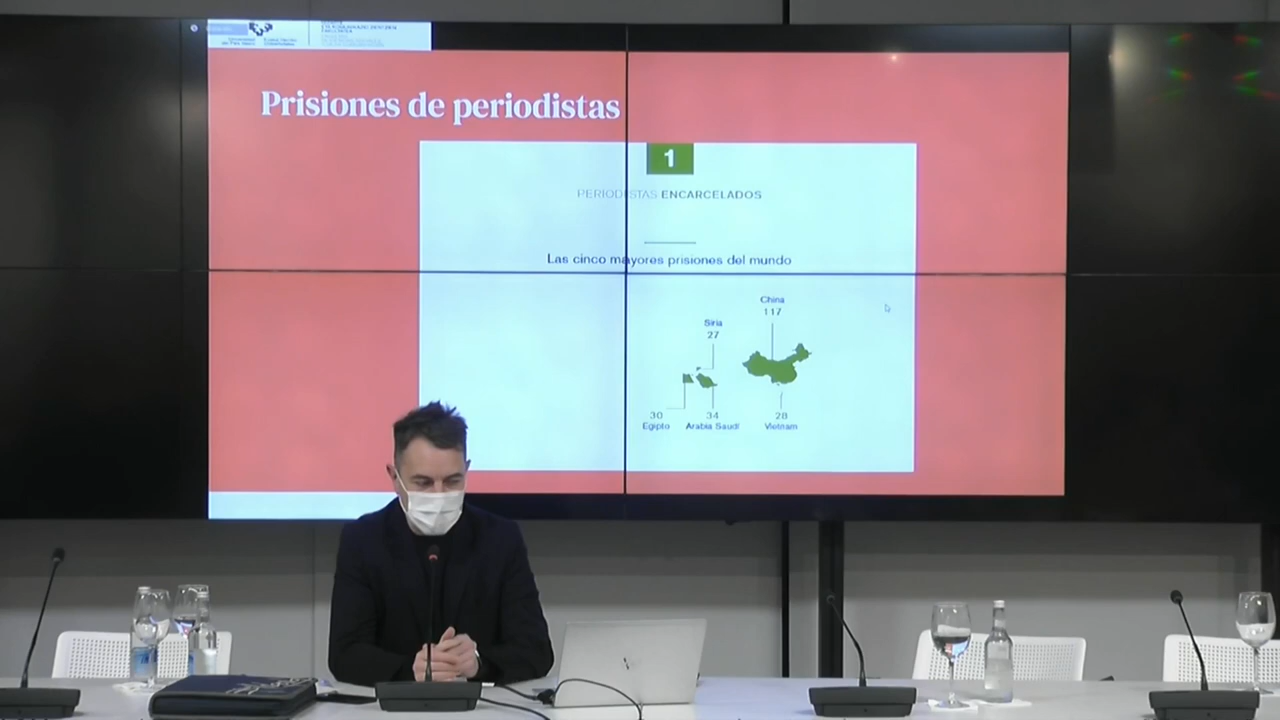 Prisiones de periodistas
1
PERIODISTAS ENCARCELADOS
Las cinco mayores prisiones del mundo
China
117
Siria
27
30
Egipto
34
Arabia Saudí
28
Vietnam